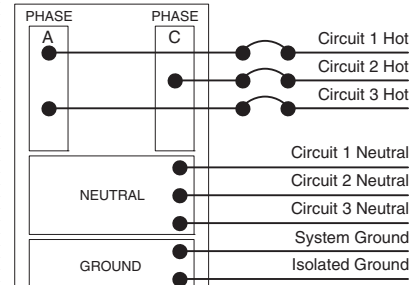 PHASE PHASE
A C
Circuit 1 Hot
Circuit 2 Hot
Circuit 3 Hot
Circuit 1 Neutral
NEUTRAL
Circuit 2 Neutral
Circuit 3 Neutral
System Ground
GROUND
Isolated Ground